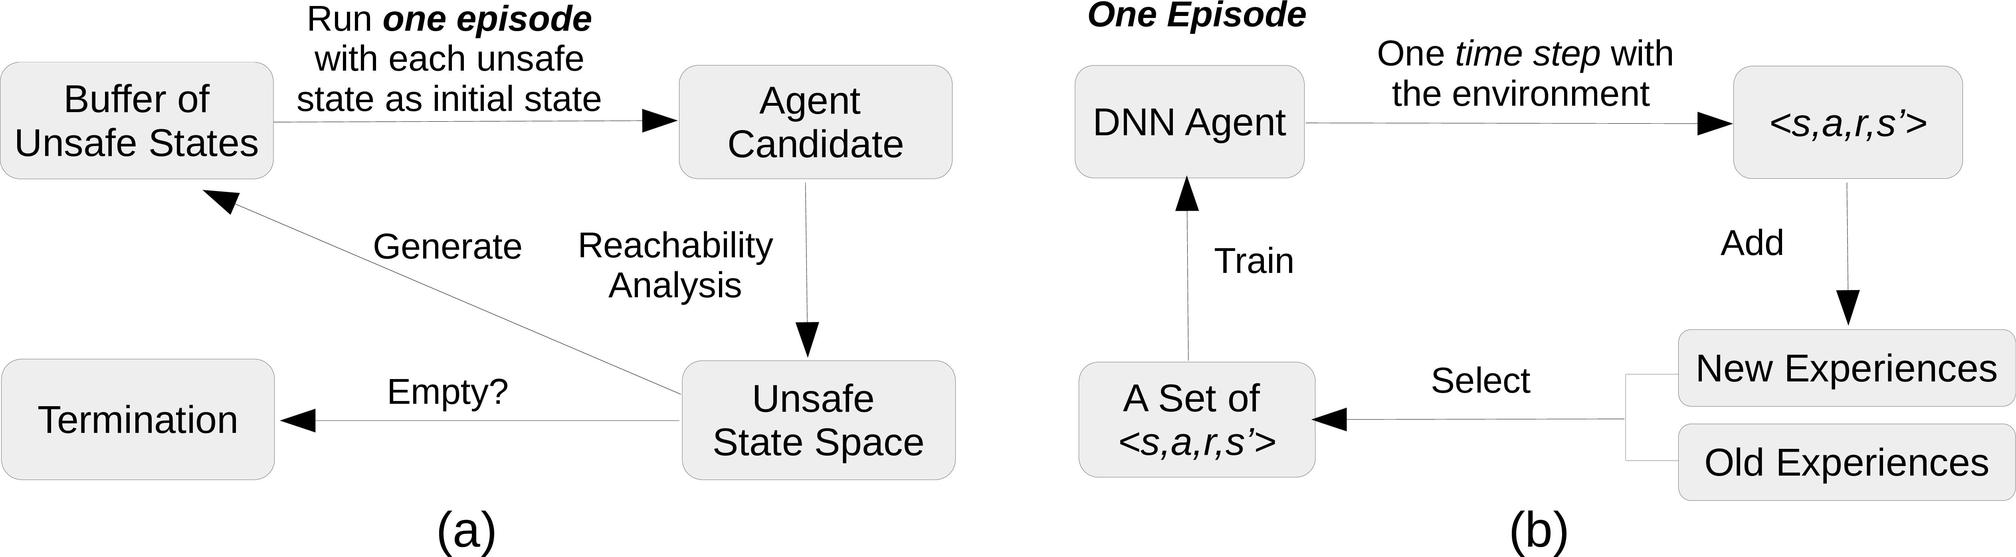 Run one episode
with each unsafe
state as initial state
Buffer of
Unsafe States
Agent
Candidate
Generate
Reachability
Analysis
Termination
Empty?
Unsafe
State Space
(a)
One Episode
DNN Agent
One time step with
the environment
<s,a,r,s’>
Train
Add
A Set of
<s,a,r,s’>
Select
New Experiences
Old Experiences
(b)